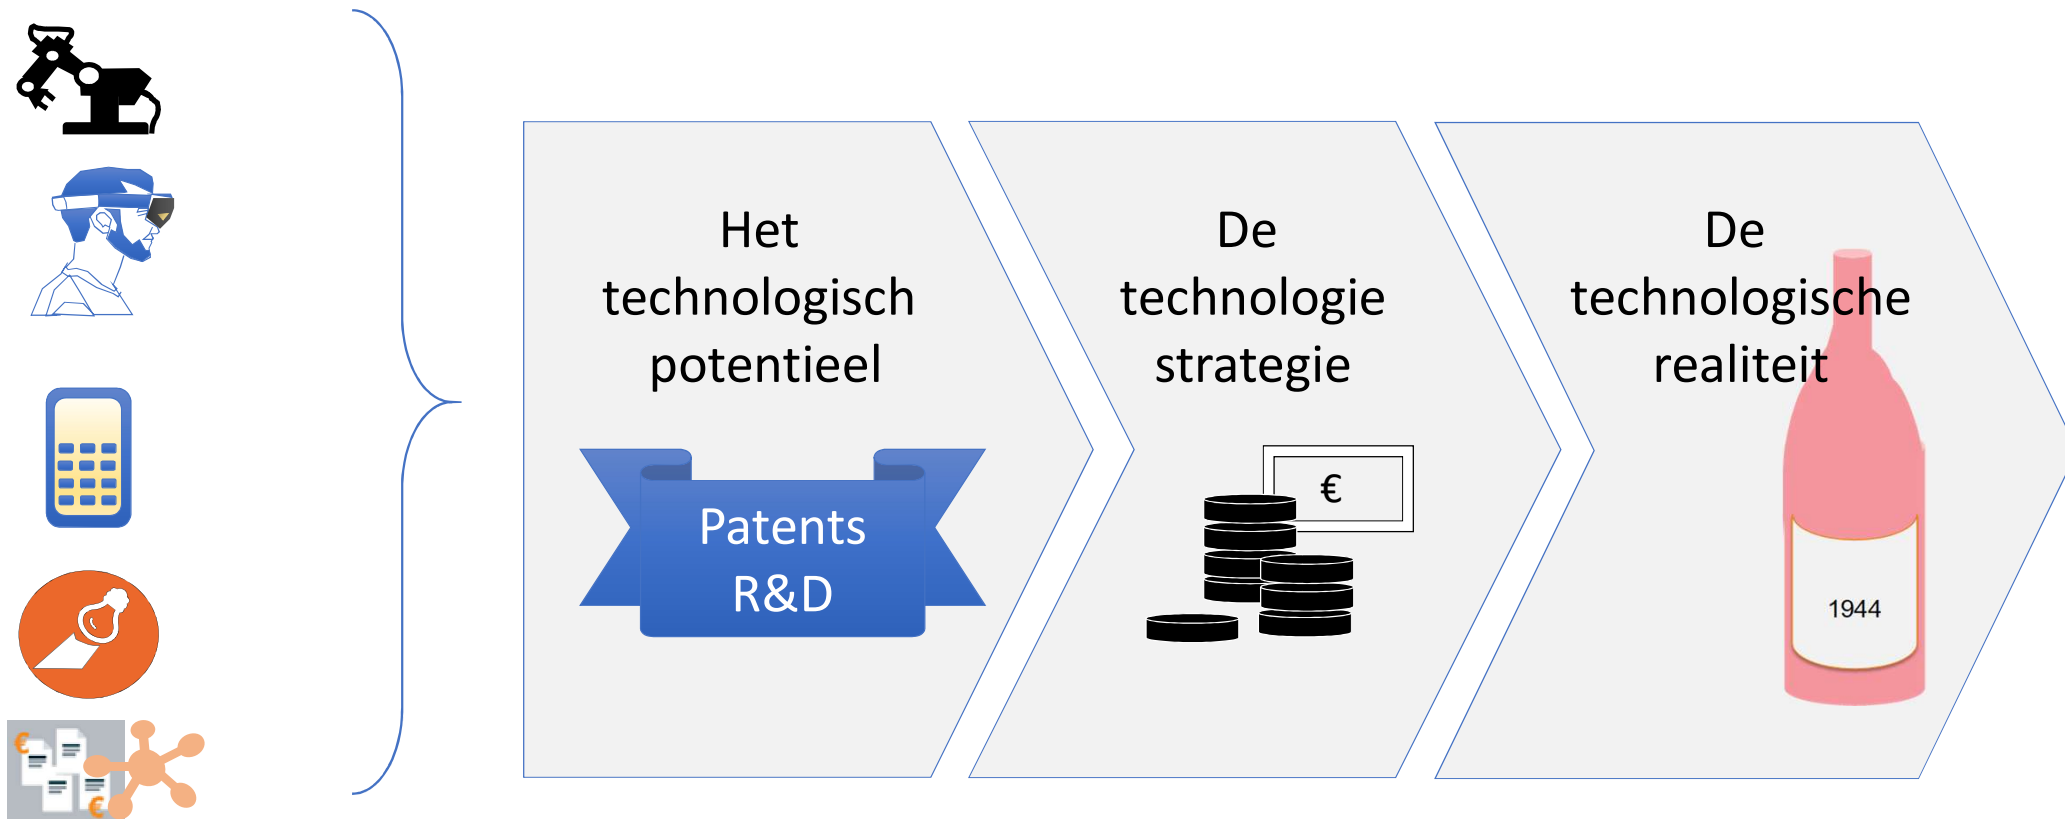 Het
technologisch
potentieel
Patents
R&D
De
technologie
strategie
€
De
technologische
realiteit
1944
€
€